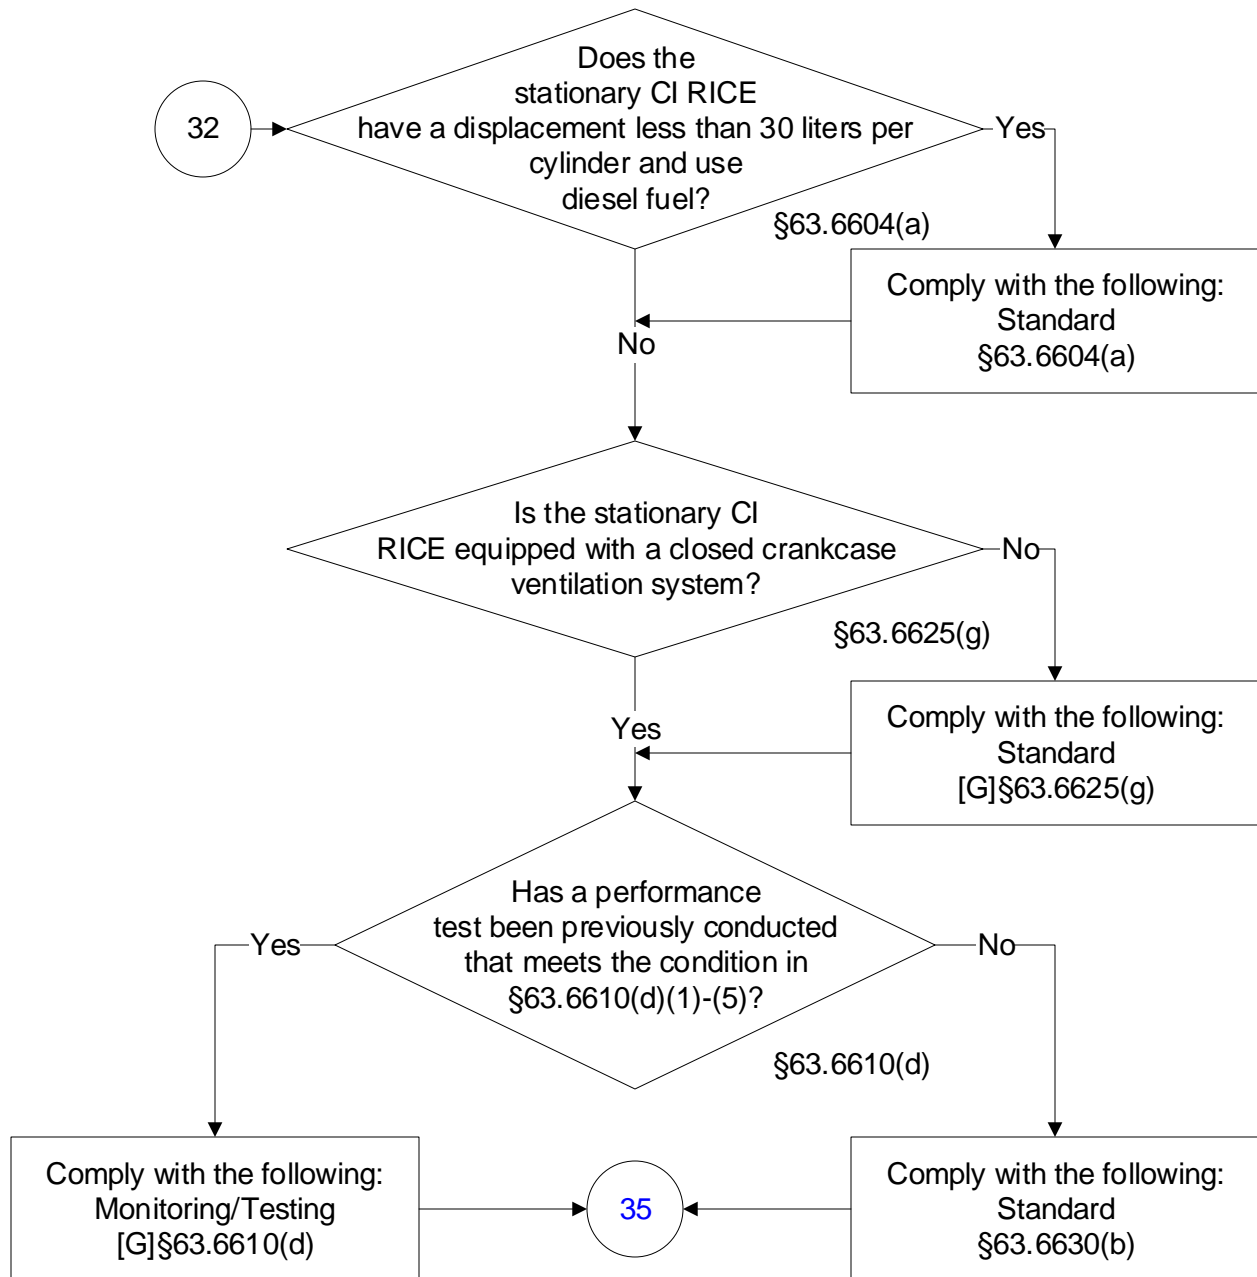 Does the
stationary CI RICE
have a displacement less than 30 liters per
cylinder and use
diesel fuel?
32
Yes
§63.6604(a)
Comply with the following:
Standard
§63.6604(a)
No
Is the stationary CI
RICE equipped with a closed crankcase
ventilation system?
No
§63.6625(g)
Comply with the following:
Standard
[G]§63.6625(g)
Yes
Has a performance
test been previously conducted
that meets the condition in
§63.6610(d)(1)-(5)?
Yes
No
§63.6610(d)
Comply with the following:
Monitoring/Testing
[G]§63.6610(d)
35
Comply with the following:
Standard
§63.6630(b)